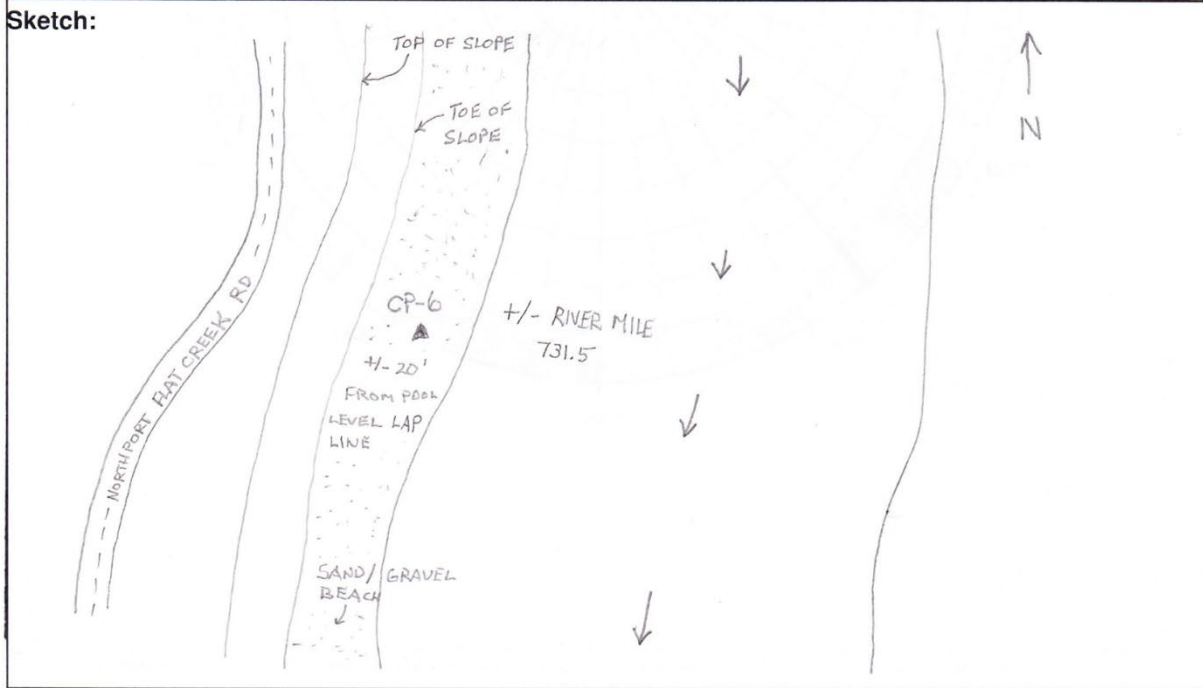 Sketch:
TOP OF SLOPE
N
TOE OF
SLOPE
CP-6
+/- RIVER MILE
731.5
+/-20'
FROM POOL
LEVEL LAP
LINE
NORTHPORT FLAT CREEK RD
SAND/GRAVEL
BEACH